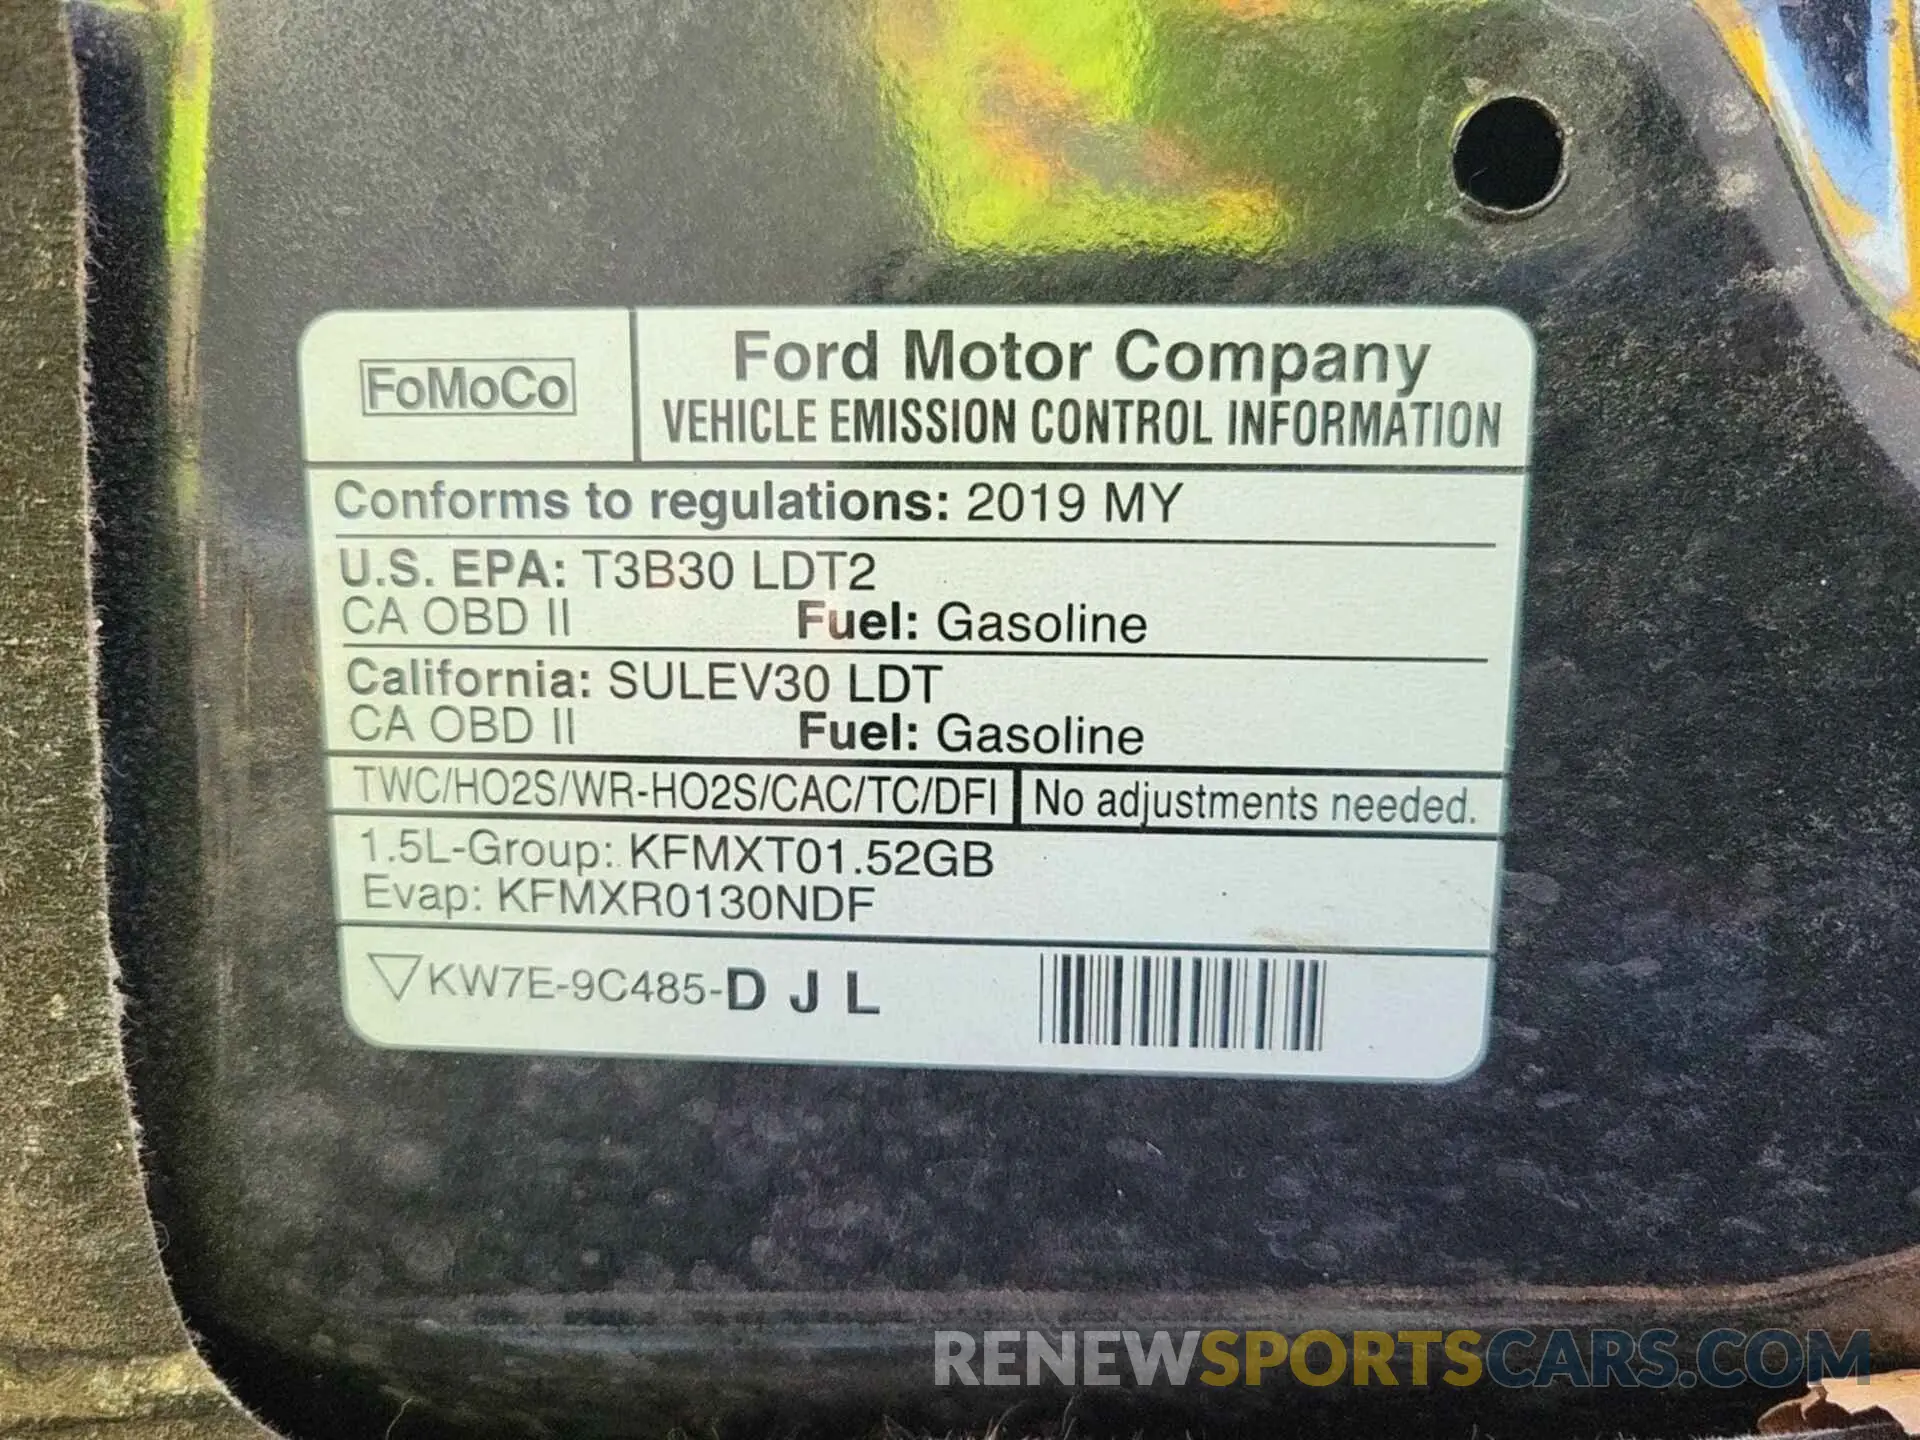 FoMoCo
Ford Motor Company
VEHICLE EMISSION CONTROL INFORMATION
Conforms to regulations: 2019 MY
U.S. EPA: T3B30 LDT2
CA OBD II Fuel: Gasoline
California: SULEV30 LDT
CA OBD II Fuel: Gasoline
TWC/HO2S/WR-HO2S/CAC/TC/DFI No adjustments needed.
1.5L-Group: KFMXT01.52GB
Evap: KFMXR0130NDF
▽KW7E-9C485-D J L
RENEWSPORTSCARS.COM